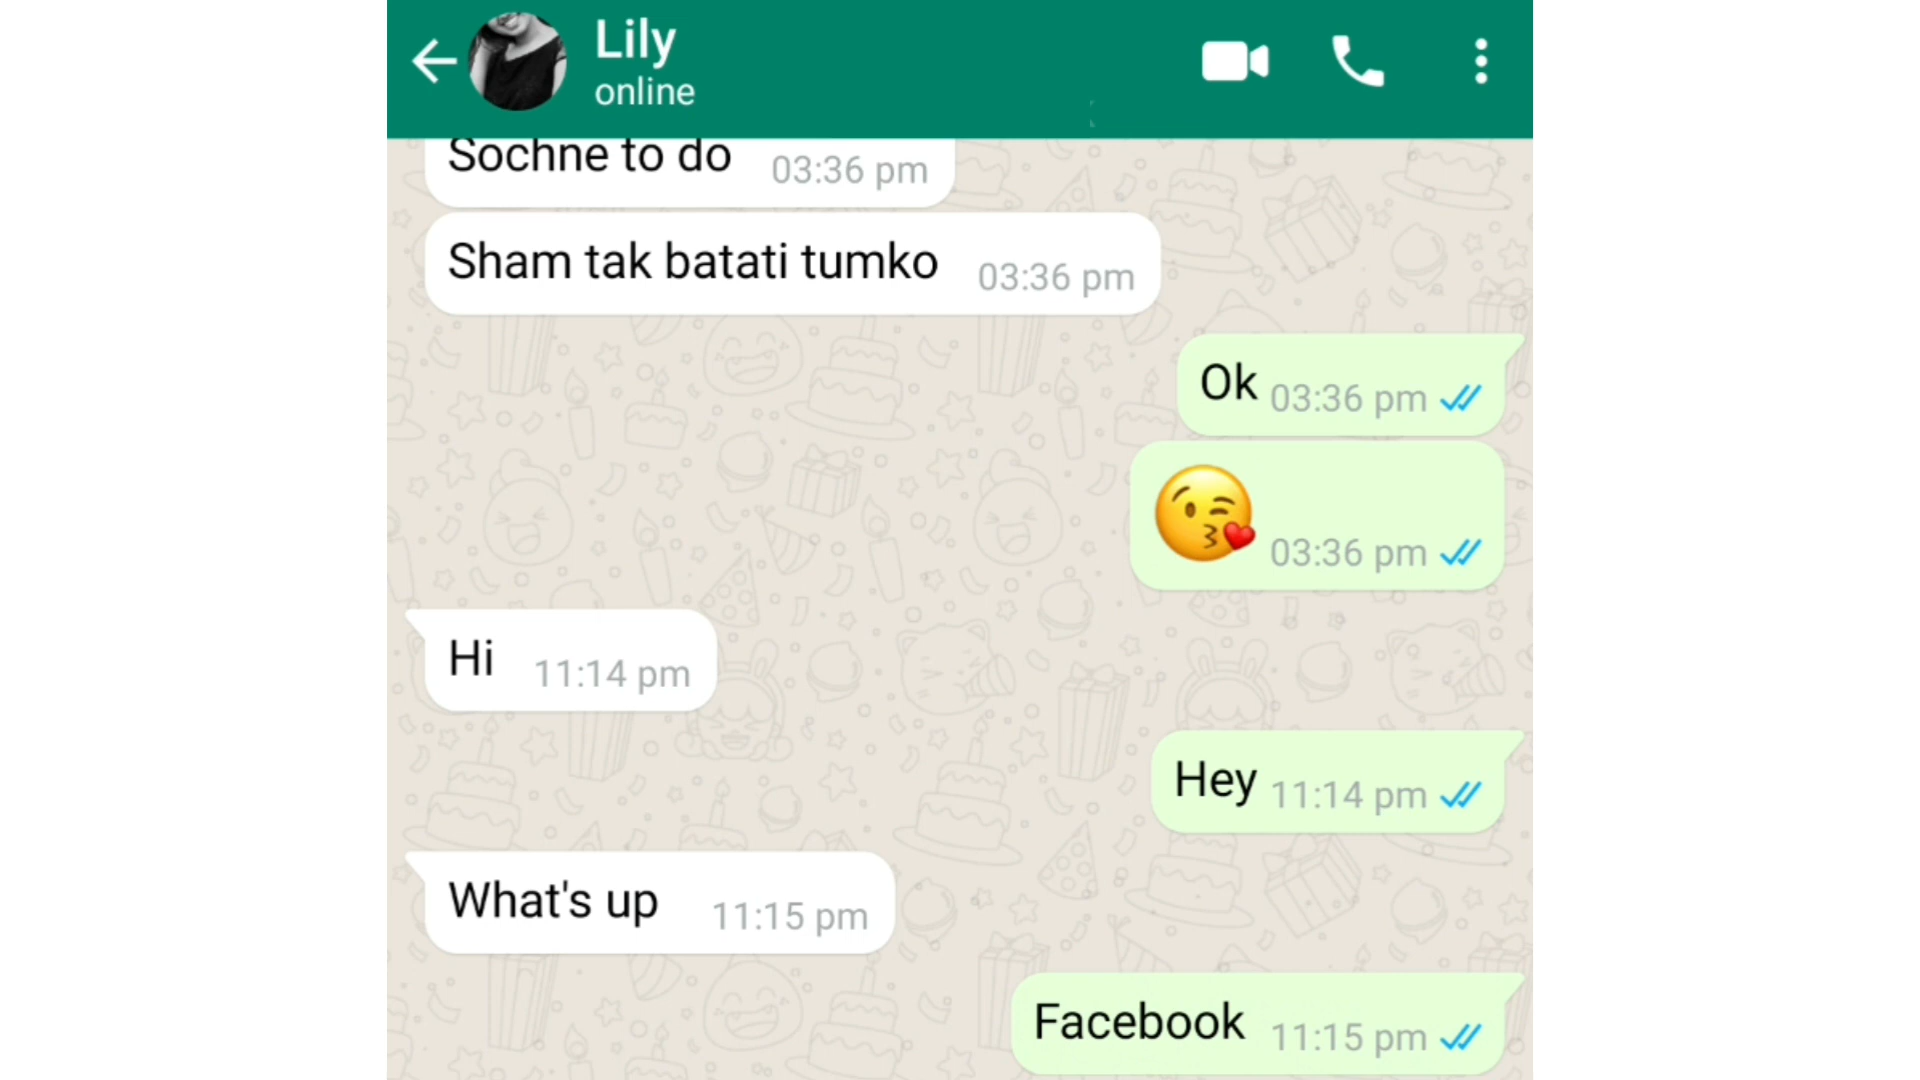 Lily
online
Sochne to do 03:36 pm
Sham tak batati tumko 03:36 pm
Ok 03:36 pm
😘 03:36 pm
Hi 11:14 pm
Hey 11:14 pm
What's up 11:15 pm
Facebook 11:15 pm